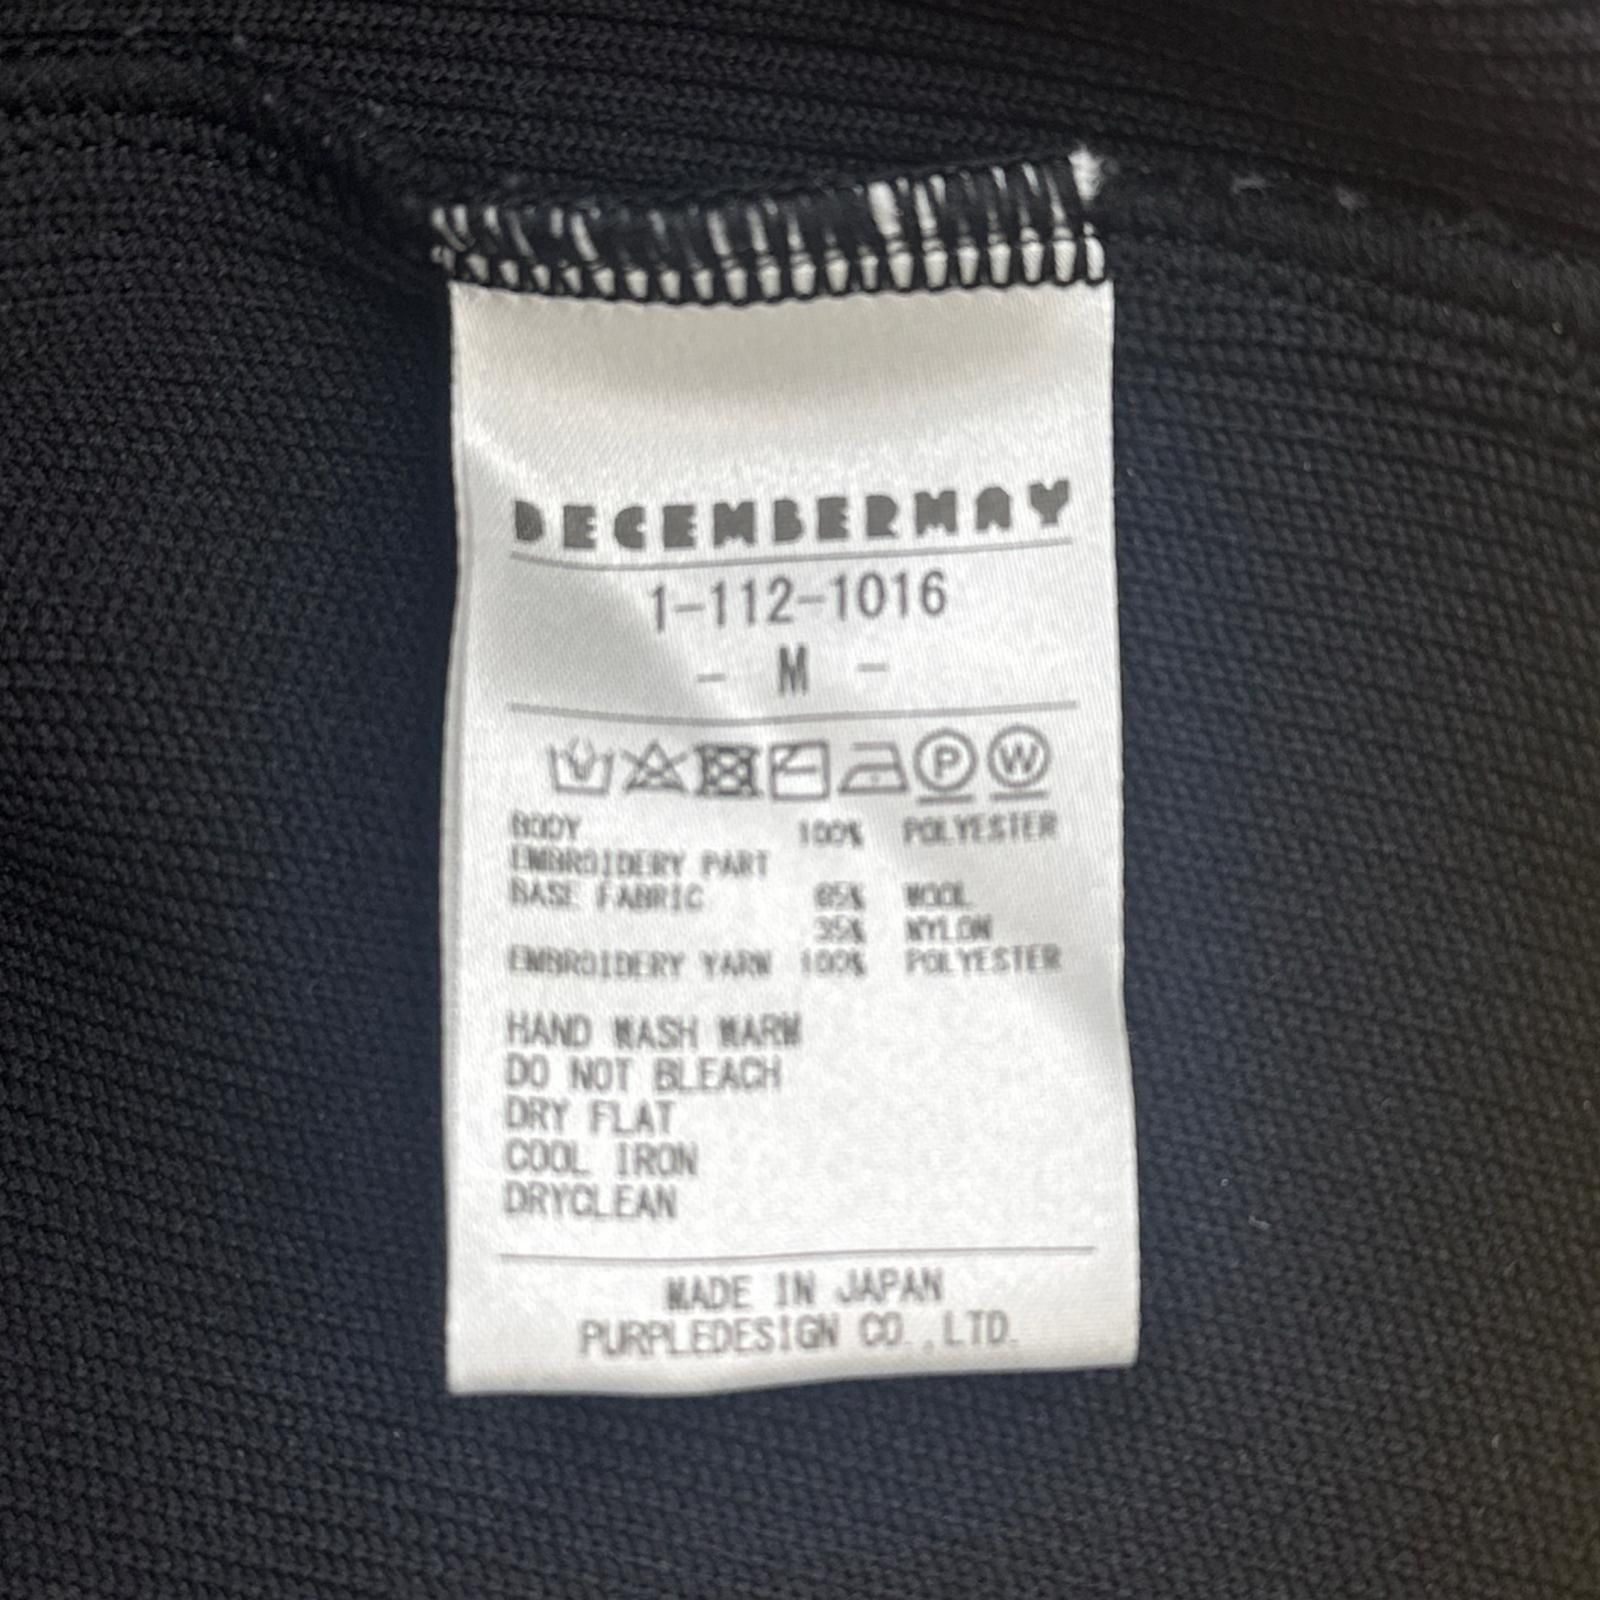 DECEMBERMAY
1-112-1016
- M -
P W
BODY 100% POLYESTER
EMBROIDERY PART
BASE FABRIC 65% WOOL
35% NYLON
EMBROIDERY YARN 100% POLYESTER
HAND WASH WARM
DO NOT BLEACH
DRY FLAT
COOL IRON
DRYCLEAN
MADE IN JAPAN
PURPLEDESIGN CO.,LTD.